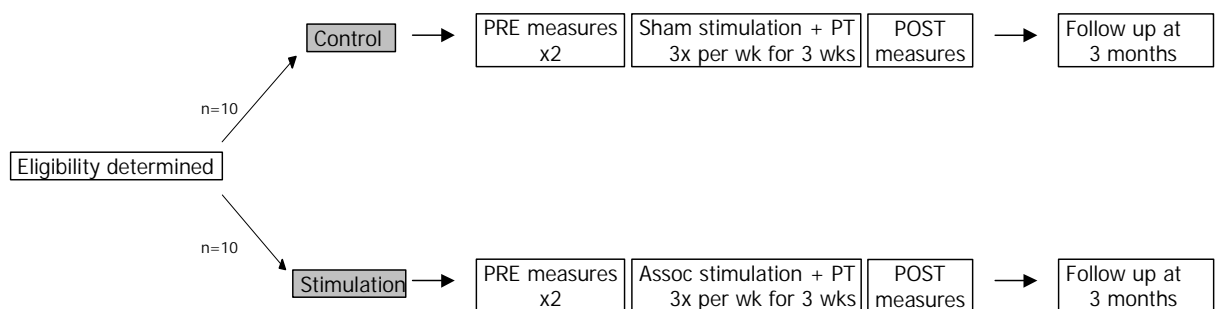 Control
PRE measures
x2
Sham stimulation + PT
3x per wk for 3 wks
POST
measures
Follow up at
3 months
n=10
Eligibility determined
n=10
Stimulation
PRE measures
x2
Assoc stimulation + PT
3x per wk for 3 wks
POST
measures
Follow up at
3 months